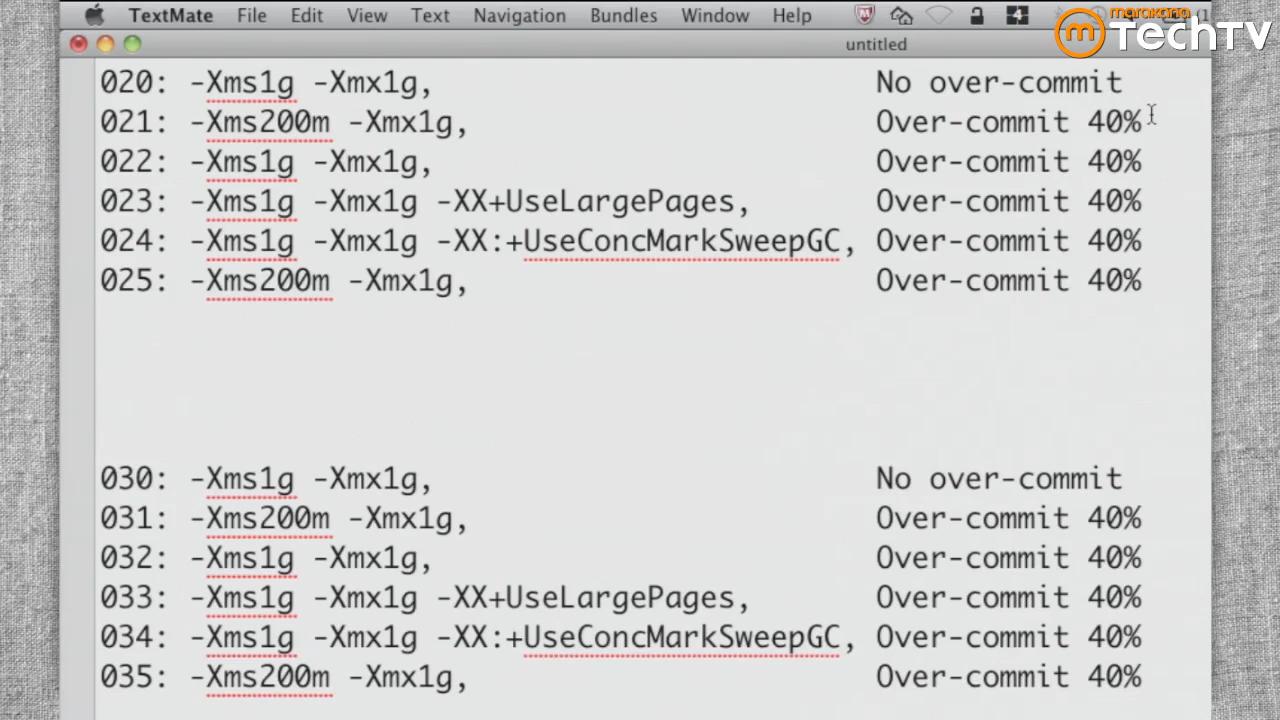 TextMate File Edit View Text Navigation Bundles Window Help
marakana
TechTV
untitled
020: -Xms1g -Xmx1g, No over-commit
021: -Xms200m -Xmx1g, Over-commit 40%
022: -Xms1g -Xmx1g, Over-commit 40%
023: -Xms1g -Xmx1g -XX+UseLargePages, Over-commit 40%
024: -Xms1g -Xmx1g -XX:+UseConcMarkSweepGC, Over-commit 40%
025: -Xms200m -Xmx1g, Over-commit 40%
030: -Xms1g -Xmx1g, No over-commit
031: -Xms200m -Xmx1g, Over-commit 40%
032: -Xms1g -Xmx1g, Over-commit 40%
033: -Xms1g -Xmx1g -XX+UseLargePages, Over-commit 40%
034: -Xms1g -Xmx1g -XX:+UseConcMarkSweepGC, Over-commit 40%
035: -Xms200m -Xmx1g, Over-commit 40%